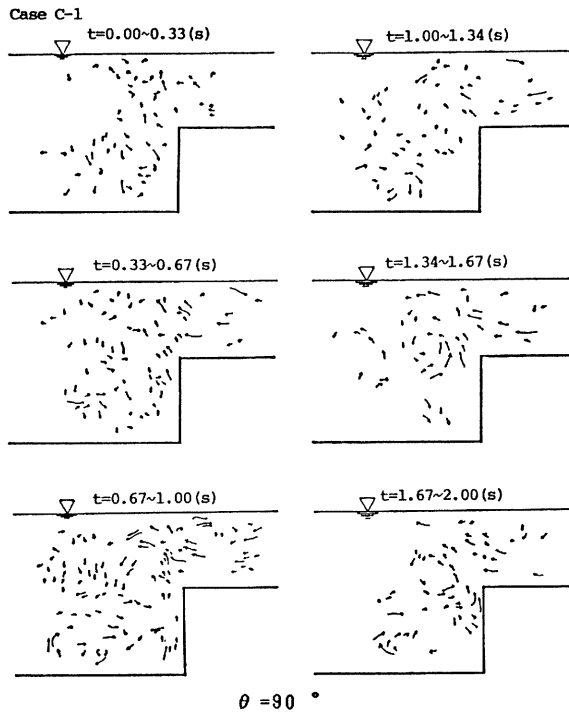 Case C-1
t=0.00~0.33(s)
t=1.00~1.34(s)
t=0.33~0.67(s)
t=1.34~1.67(s)
t=0.67~1.00(s)
t=1.67~2.00(s)
θ =90 °